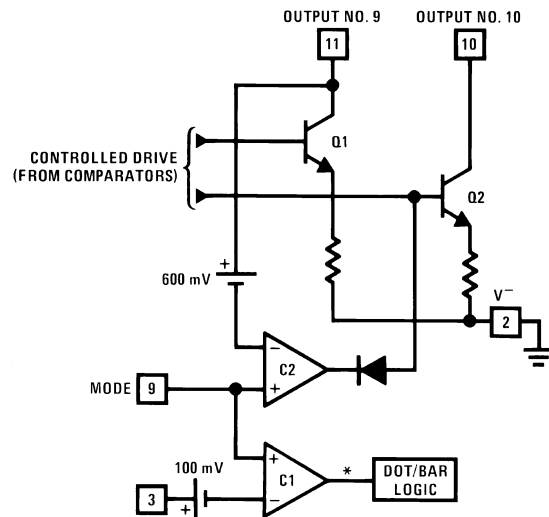 OUTPUT NO. 9
OUTPUT NO. 10
11
10
Q1
CONTROLLED DRIVE
(FROM COMPARATORS)
Q2
+
600 mV
V−
2
−
C2
+
MODE 9
100 mV
+
C1
*
DOT/BAR
LOGIC
3
−
+